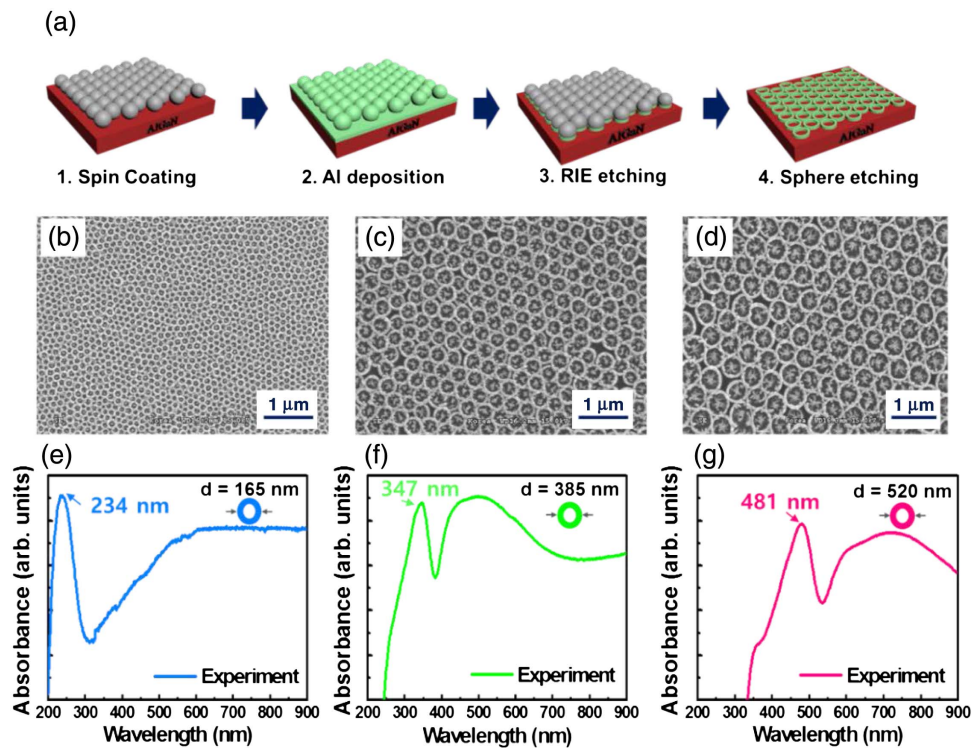 (a)
AlGaN
AlGaN
AlGaN
AlGaN
1. Spin Coating
2. Al deposition
3. RIE etching
4. Sphere etching
(b)
(c)
(d)
1 μm
1 μm
1 μm
(e)
(f)
(g)
Absorbance (arb. units)
234 nm
d = 165 nm
Experiment
200 300 400 500 600 700 800 900
Wavelength (nm)
Absorbance (arb. units)
347 nm
d = 385 nm
Experiment
200 300 400 500 600 700 800 900
Wavelength (nm)
Absorbance (arb. units)
481 nm
d = 520 nm
Experiment
200 300 400 500 600 700 800 900
Wavelength (nm)